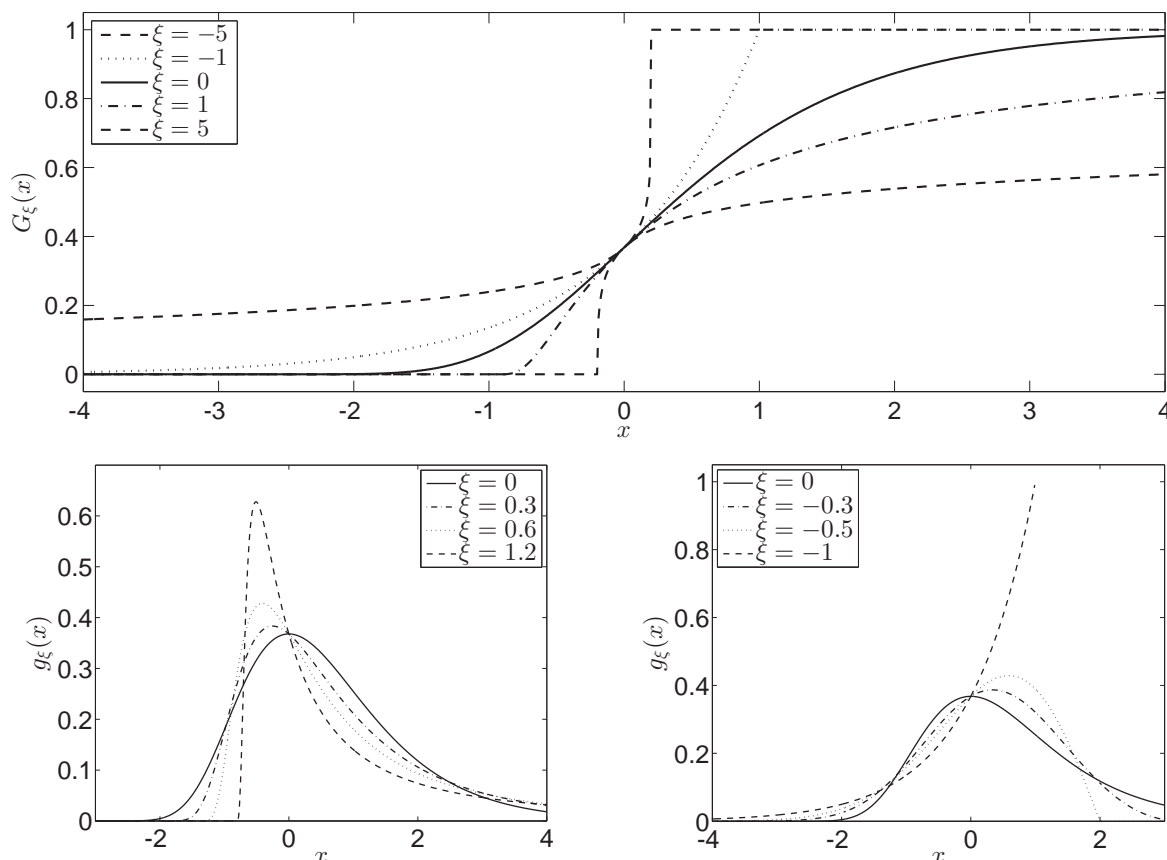 ξ = −5
ξ = −1
ξ = 0
ξ = 1
ξ = 5
1
0.8
0.6
0.4
0.2
0
G_ξ(x)
-4 -3 -2 -1 0 1 2 3 4
x
ξ = 0
ξ = 0.3
ξ = 0.6
ξ = 1.2
0.6
0.5
0.4
0.3
0.2
0.1
0
g_ξ(x)
-2 0 2 4
x
ξ = 0
ξ = −0.3
ξ = −0.5
ξ = −1
1
0.8
0.6
0.4
0.2
0
g_ξ(x)
-4 -2 0 2
x